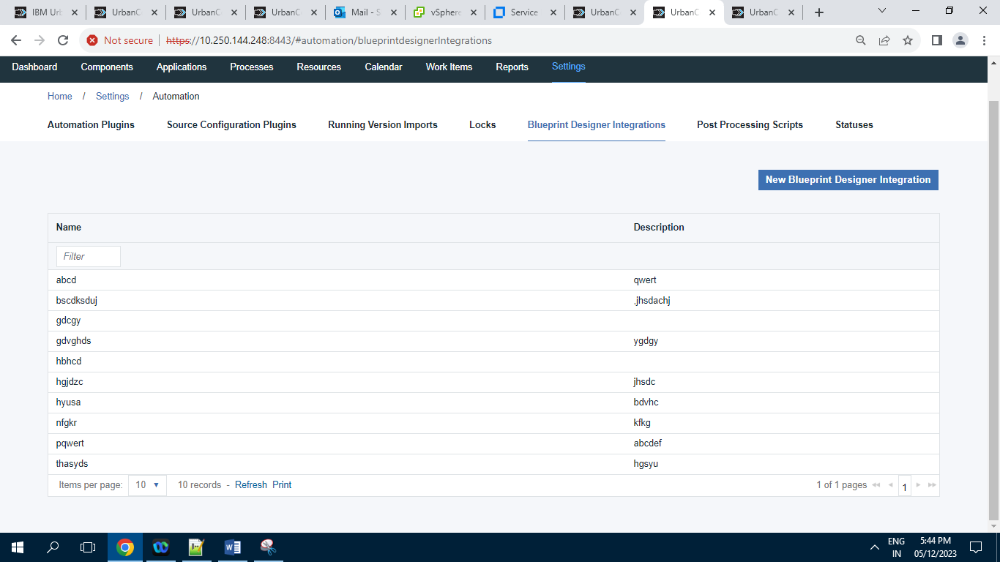 IBM Urb UrbanC UrbanC UrbanC Mail - S vSphere Service UrbanC UrbanC UrbanC
Not secure https://10.250.144.248:8443/#automation/blueprintdesignerIntegrations
Dashboard Components Applications Processes Resources Calendar Work Items Reports Settings
Home / Settings / Automation
Automation Plugins Source Configuration Plugins Running Version Imports Locks Blueprint Designer Integrations Post Processing Scripts Statuses
New Blueprint Designer Integration
Name Description
Filter
abcd qwert
bscdksduj ,jhsdachj
gdcgy
gdvghds ygdgy
hbhcd
hgjdzc jhsdc
hyusa bdvhc
nfgkr kfkg
pqwert abcdef
thasyds hgsyu
Items per page: 10 10 records - Refresh Print 1 of 1 pages 1
ENG 5:44 PM
IN 05/12/2023